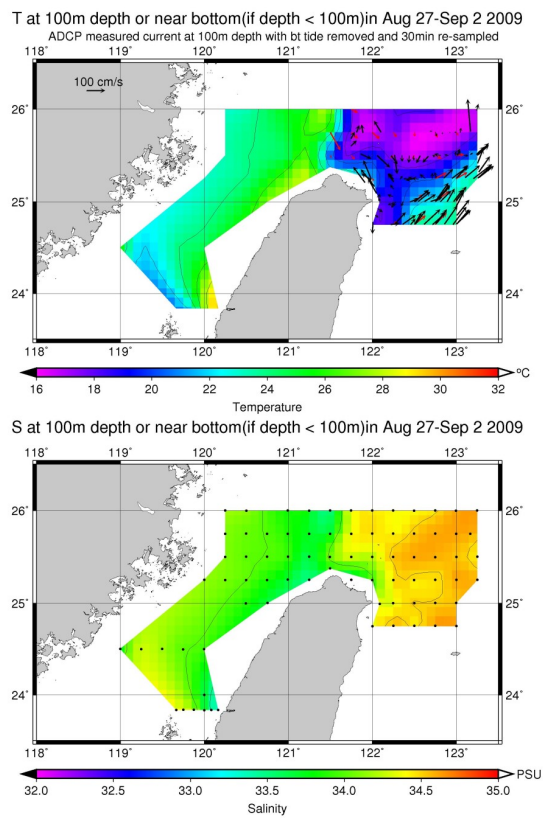 T at 100m depth or near bottom(if depth < 100m)in Aug 27-Sep 2 2009
ADCP measured current at 100m depth with bt tide removed and 30min re-sampled
118˚ 119˚ 120˚ 121˚ 122˚ 123˚
100 cm/s
26˚ 26˚
25˚ 25˚
24˚ 24˚
118˚ 119˚ 120˚ 121˚ 122˚ 123˚
16 18 20 22 24 26 28 30 32 ºC
Temperature
S at 100m depth or near bottom(if depth < 100m)in Aug 27-Sep 2 2009
118˚ 119˚ 120˚ 121˚ 122˚ 123˚
26˚ 26˚
25˚ 25˚
24˚ 24˚
118˚ 119˚ 120˚ 121˚ 122˚ 123˚
PSU
32.0 32.5 33.0 33.5 34.0 34.5 35.0
Salinity